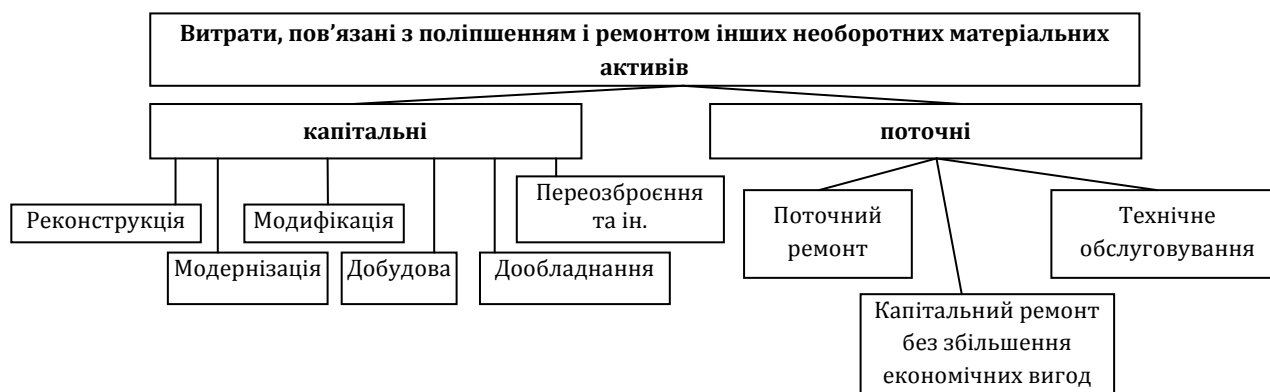 Витрати, пов’язані з поліпшенням і ремонтом інших необоротних матеріальних
активів
капітальні
поточні
Реконструкція
Модернізація
Модифікація
Добудова
Дообладнання
Переозброєння
та ін.
Поточний
ремонт
Капітальний ремонт
без збільшення
економічних вигод
Технічне
обслуговування